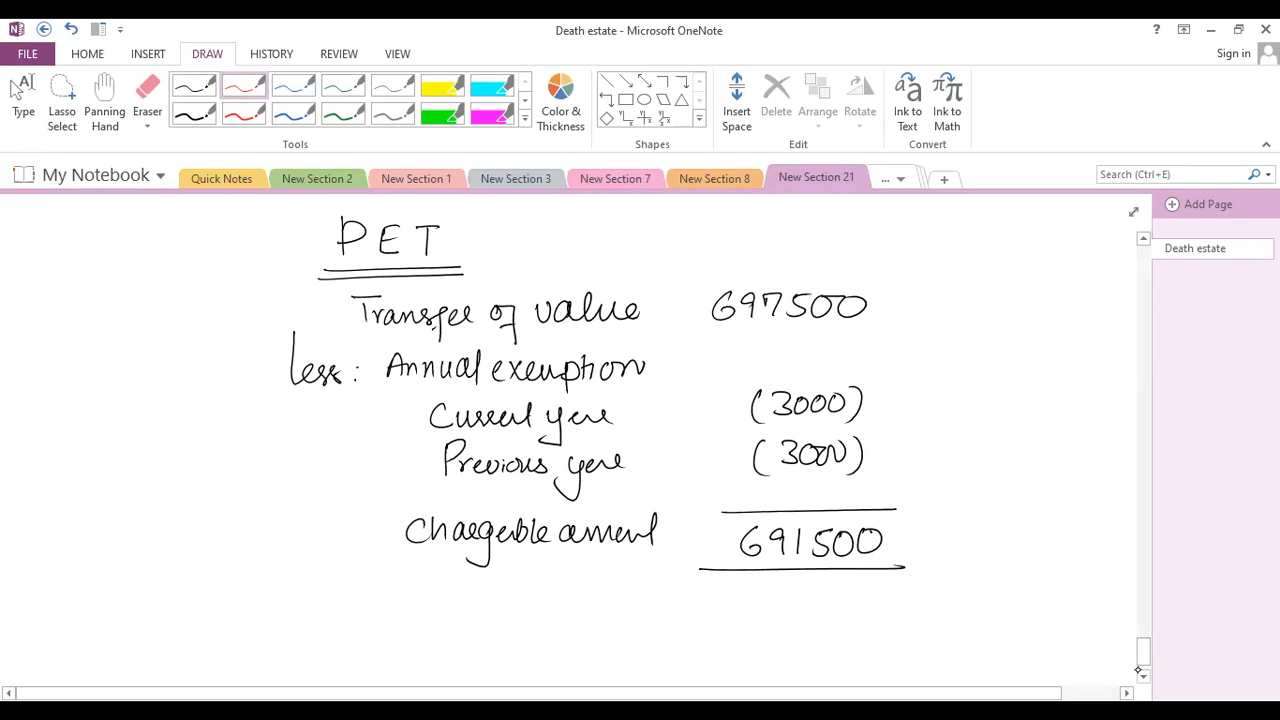 Death estate - Microsoft OneNote
Sign in
FILE HOME INSERT DRAW HISTORY REVIEW VIEW
Type Lasso Select Panning Hand Eraser Color & Thickness Insert Space Delete Arrange Rotate Ink to Text Ink to Math
Tools Shapes Edit Convert
My Notebook Quick Notes New Section 2 New Section 1 New Section 3 New Section 7 New Section 8 New Section 21 ... Search (Ctrl+E)
Add Page
Death estate
PET
Transfer of value 697500
Less: Annual exemption
Current year (3000)
Previous year (3000)
Chargeable amount 691500